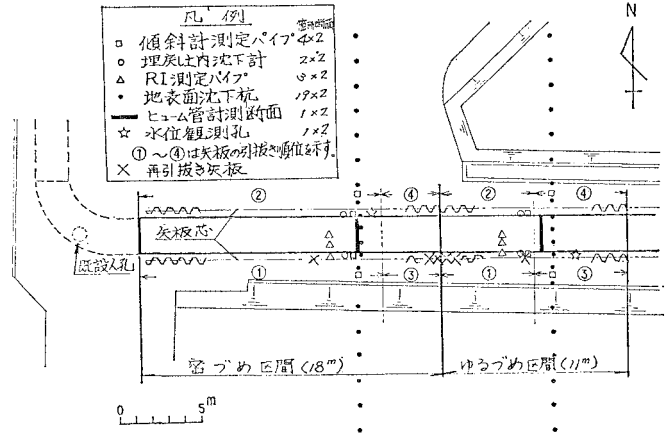 凡例
箇所 断面
□ 傾斜計測定パイプ 4×2
埋戻土内沈下計 2×2
△ RI測定パイプ 3×2
• 地表面沈下杭 19×2
ヒューム管計測断面 1×2
☆ 水位観測孔 1×2
①~④は矢板の引抜き順位を示す。
× 再引抜き矢板
N
② ④ ② ④
矢板芯
既設人孔
① ③ ① ③
密づめ区間(18m)
ゆるづめ区間(11m)
0 5m